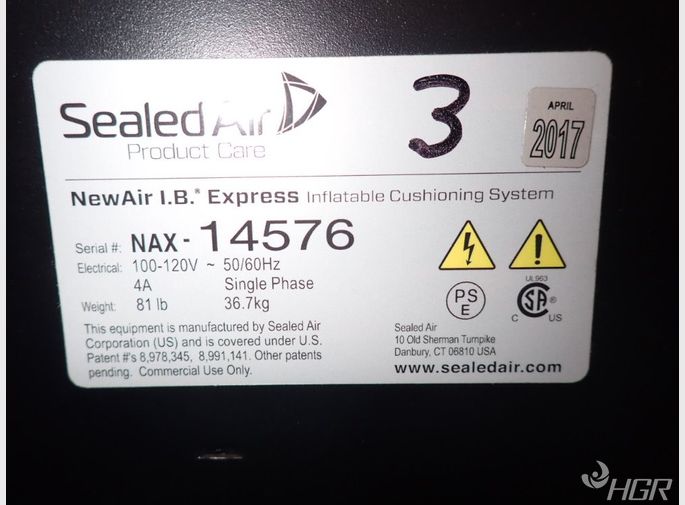 Sealed Air
Product Care
3
APRIL
2017
NewAir I.B.® Express Inflatable Cushioning System
Serial #: NAX - 14576
Electrical: 100-120V ~ 50/60Hz
4A Single Phase
Weight: 81 lb 36.7kg
PS
E
UL963
SA®
C US
This equipment is manufactured by Sealed Air
Corporation (US) and is covered under U.S.
Patent #'s 8,978,345, 8,991,141. Other patents
pending. Commercial Use Only.
Sealed Air
10 Old Sherman Turnpike
Danbury, CT 06810 USA
www.sealedair.com
HGR